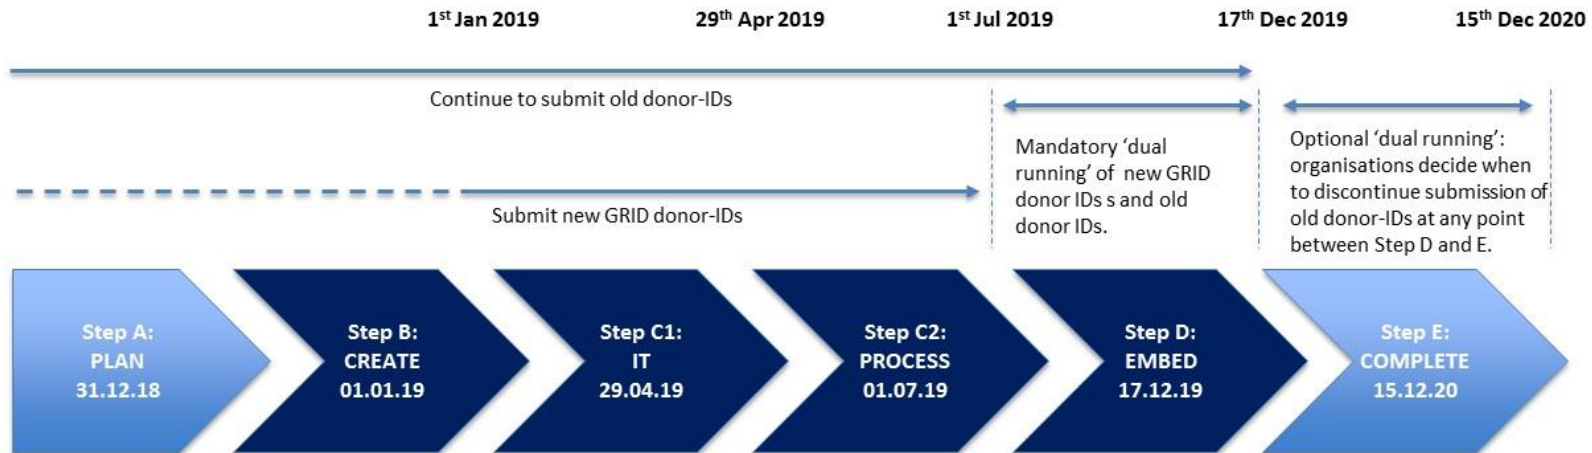 1st Jan 2019
29th Apr 2019
1st Jul 2019
17th Dec 2019
15th Dec 2020
Continue to submit old donor-IDs
Submit new GRID donor-IDs
Mandatory ‘dual
running’ of new GRID
donor IDs s and old
donor IDs.
Optional ‘dual running’:
organisations decide when
to discontinue submission of
old donor-IDs at any point
between Step D and E.
Step A:
PLAN
31.12.18
Step B:
CREATE
01.01.19
Step C1:
IT
29.04.19
Step C2:
PROCESS
01.07.19
Step D:
EMBED
17.12.19
Step E:
COMPLETE
15.12.20